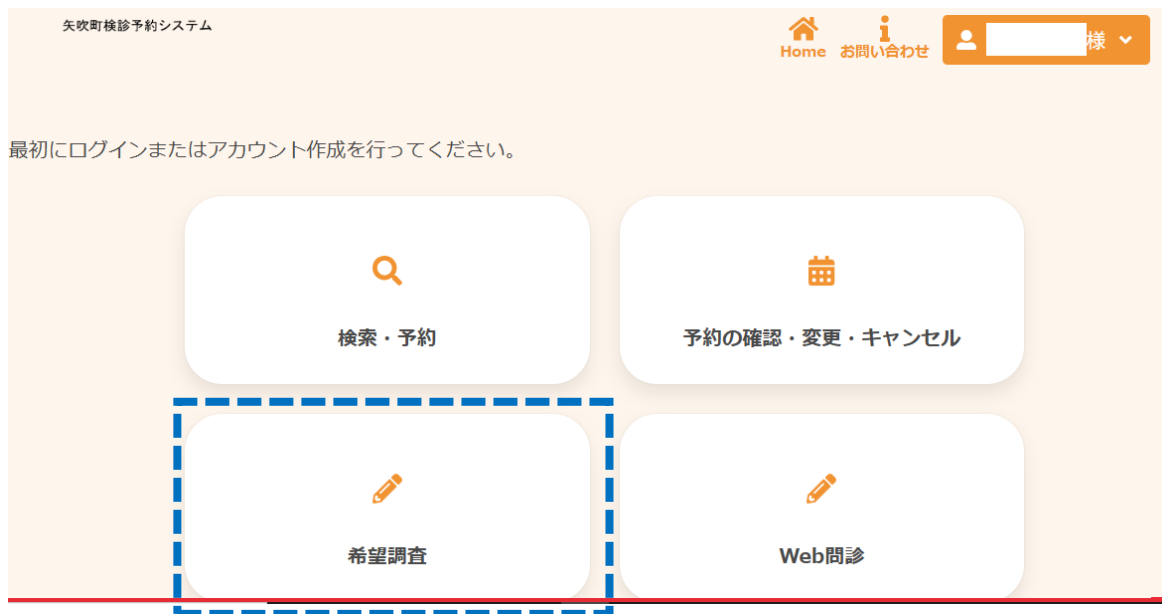 矢吹町検診予約システム
Home お問い合わせ 様
最初にログインまたはアカウント作成を行ってください。
検索・予約 予約の確認・変更・キャンセル
希望調査 Web問診